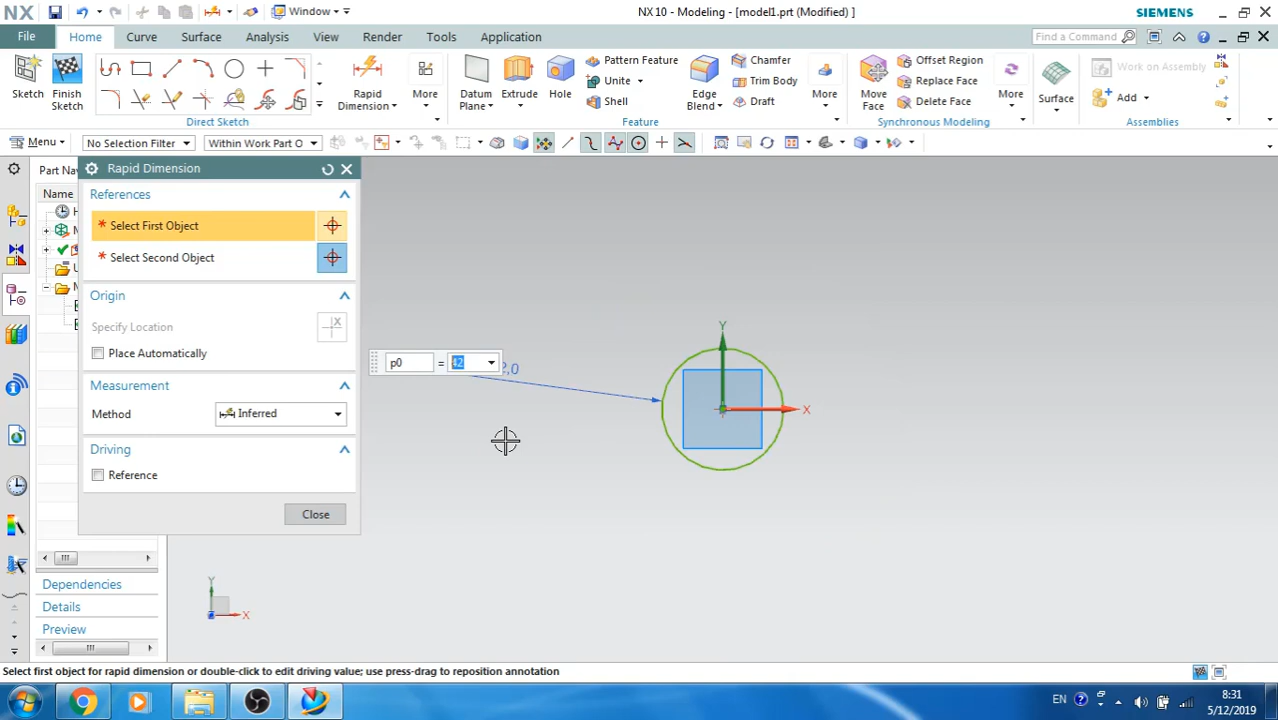 NX 10 - Modeling - [model1.prt (Modified) ]
SIEMENS
Window
File
Home
Curve
Surface
Analysis
View
Render
Tools
Application
Find a Command
Sketch
Finish Sketch
Direct Sketch
Rapid Dimension
More
Datum Plane
Extrude
Hole
Pattern Feature
Unite
Shell
Edge Blend
Chamfer
Trim Body
Draft
More
Feature
Move Face
Offset Region
Replace Face
Delete Face
More
Synchronous Modeling
Surface
Work on Assembly
Add
Assemblies
Menu
No Selection Filter
Within Work Part O
Part Nav
Name
Rapid Dimension
References
* Select First Object
* Select Second Object
Origin
Specify Location
Place Automatically
Measurement
Method
Inferred
Driving
Reference
Close
p0 = 42
2,0
Y
X
Y
X
Dependencies
Details
Preview
Select first object for rapid dimension or double-click to edit driving value; use press-drag to reposition annotation
EN
8:31
5/12/2019